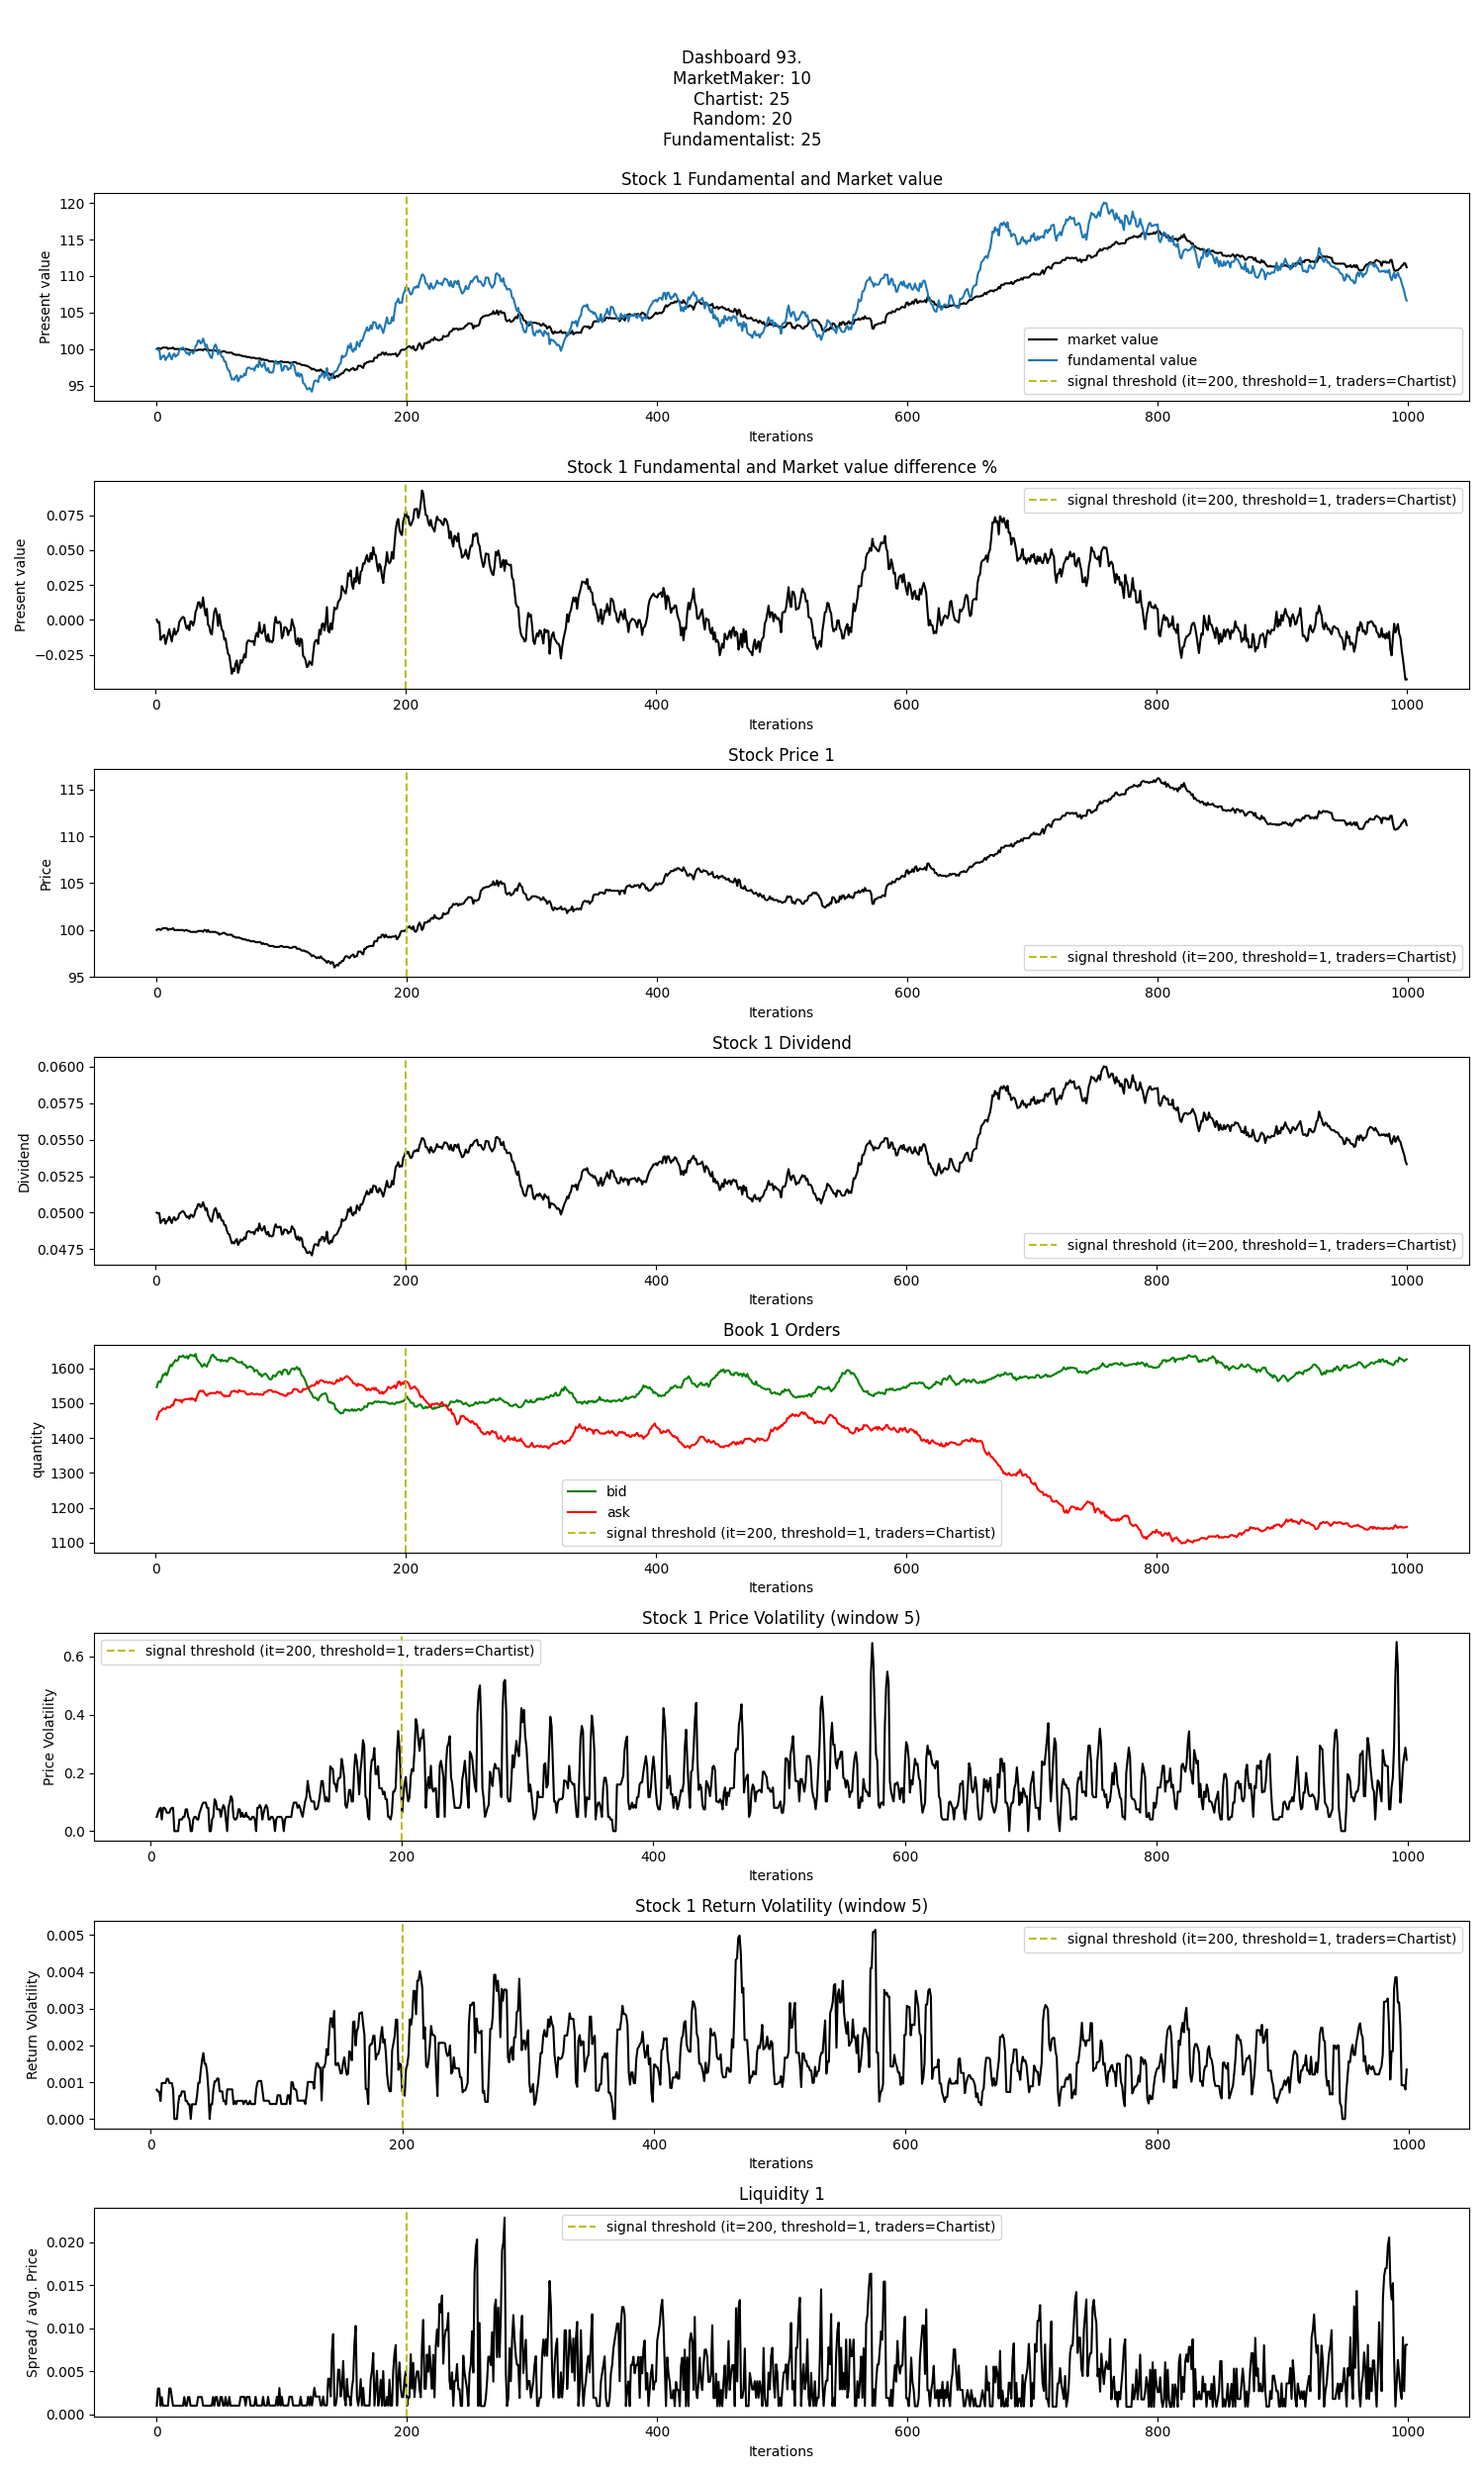 Dashboard 93.
MarketMaker: 10
Chartist: 25
Random: 20
Fundamentalist: 25
Stock 1 Fundamental and Market value
Present value
120
115
110
105
100
95
market value
fundamental value
signal threshold (it=200, threshold=1, traders=Chartist)
0 200 400 600 800 1000
Iterations
Stock 1 Fundamental and Market value difference %
Present value
0.075
0.050
0.025
0.000
−0.025
signal threshold (it=200, threshold=1, traders=Chartist)
0 200 400 600 800 1000
Iterations
Stock Price 1
Price
115
110
105
100
95
signal threshold (it=200, threshold=1, traders=Chartist)
0 200 400 600 800 1000
Iterations
Stock 1 Dividend
Dividend
0.0600
0.0575
0.0550
0.0525
0.0500
0.0475
signal threshold (it=200, threshold=1, traders=Chartist)
0 200 400 600 800 1000
Iterations
Book 1 Orders
quantity
1600
1500
1400
1300
1200
1100
bid
ask
signal threshold (it=200, threshold=1, traders=Chartist)
0 200 400 600 800 1000
Iterations
Stock 1 Price Volatility (window 5)
Price Volatility
0.6
0.4
0.2
0.0
signal threshold (it=200, threshold=1, traders=Chartist)
0 200 400 600 800 1000
Iterations
Stock 1 Return Volatility (window 5)
Return Volatility
0.005
0.004
0.003
0.002
0.001
0.000
signal threshold (it=200, threshold=1, traders=Chartist)
0 200 400 600 800 1000
Iterations
Liquidity 1
Spread / avg. Price
0.020
0.015
0.010
0.005
0.000
signal threshold (it=200, threshold=1, traders=Chartist)
0 200 400 600 800 1000
Iterations